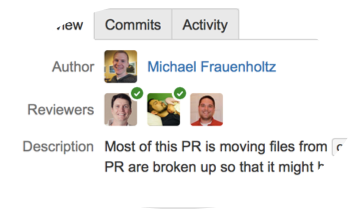 Commits Activity
Author Michael Frauenholtz
Reviewers
Description Most of this PR is moving files from
PR are broken up so that it might